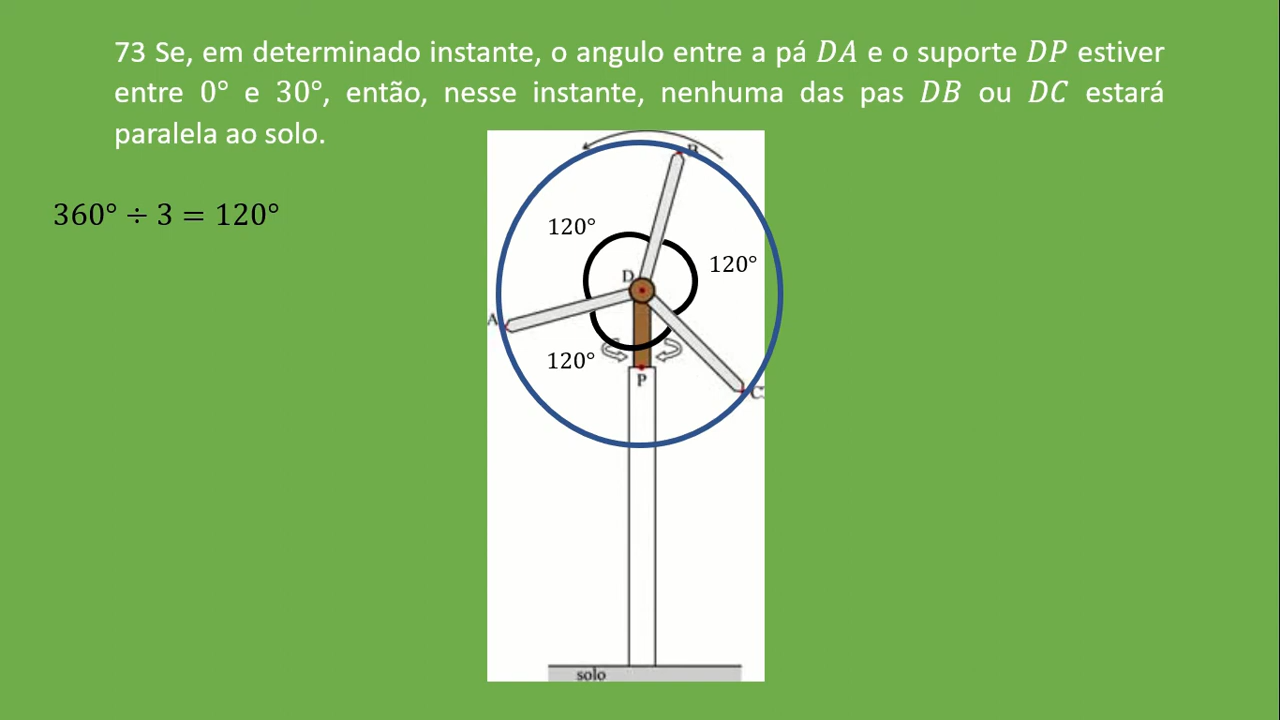 73 Se, em determinado instante, o angulo entre a pá DA e o suporte DP estiver
entre 0° e 30°, então, nesse instante, nenhuma das pas DB ou DC estará
paralela ao solo.
B
360° ÷ 3 = 120°
120°
120°
D
A
120°
P
C
solo